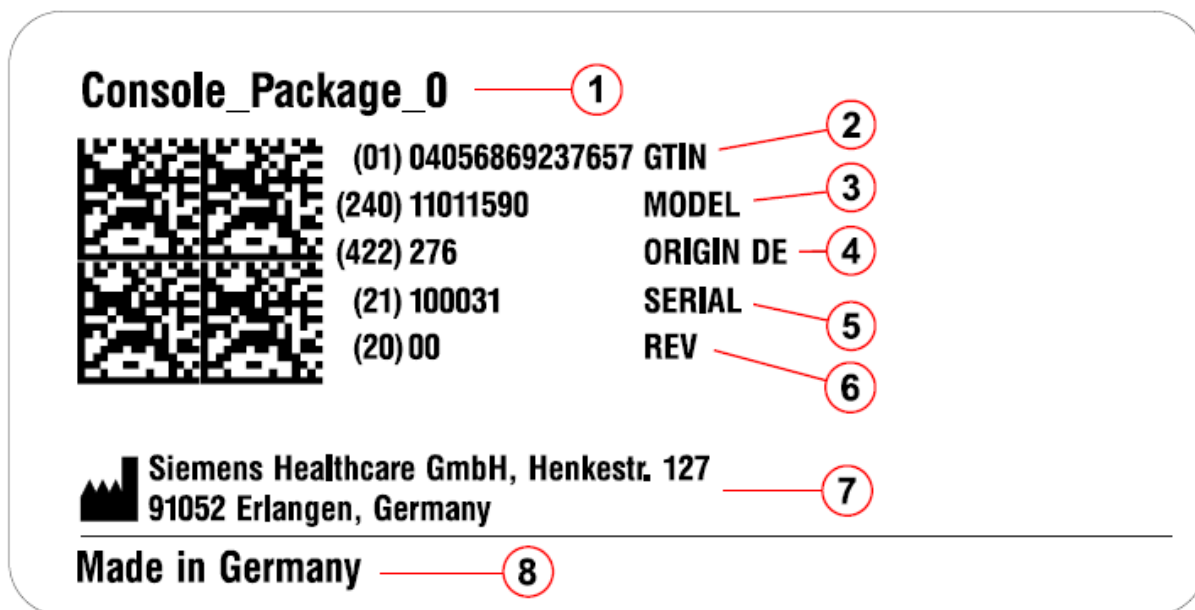 Console_Package_0 1
(01) 04056869237657 GTIN 2
(240) 11011590 MODEL 3
(422) 276 ORIGIN DE 4
(21) 100031 SERIAL 5
(20) 00 REV 6
Siemens Healthcare GmbH, Henkestr. 127
91052 Erlangen, Germany 7
Made in Germany 8